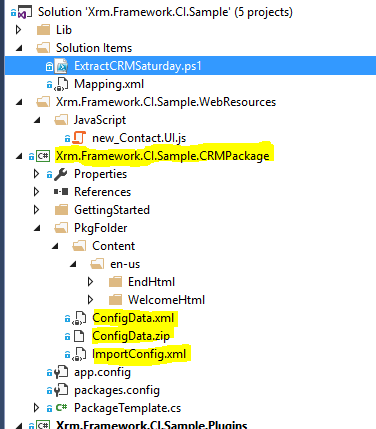 Solution 'Xrm.Framework.CI.Sample' (5 projects)
Lib
Solution Items
ExtractCRMSaturday.ps1
Mapping.xml
Xrm.Framework.CI.Sample.WebResources
JavaScript
new_Contact.UI.js
C# Xrm.Framework.CI.Sample.CRMPackage
Properties
References
GettingStarted
PkgFolder
Content
en-us
EndHtml
WelcomeHtml
ConfigData.xml
ConfigData.zip
ImportConfig.xml
app.config
packages.config
C# PackageTemplate.cs
C# Xrm.Framework.CI.Sample.Plugins